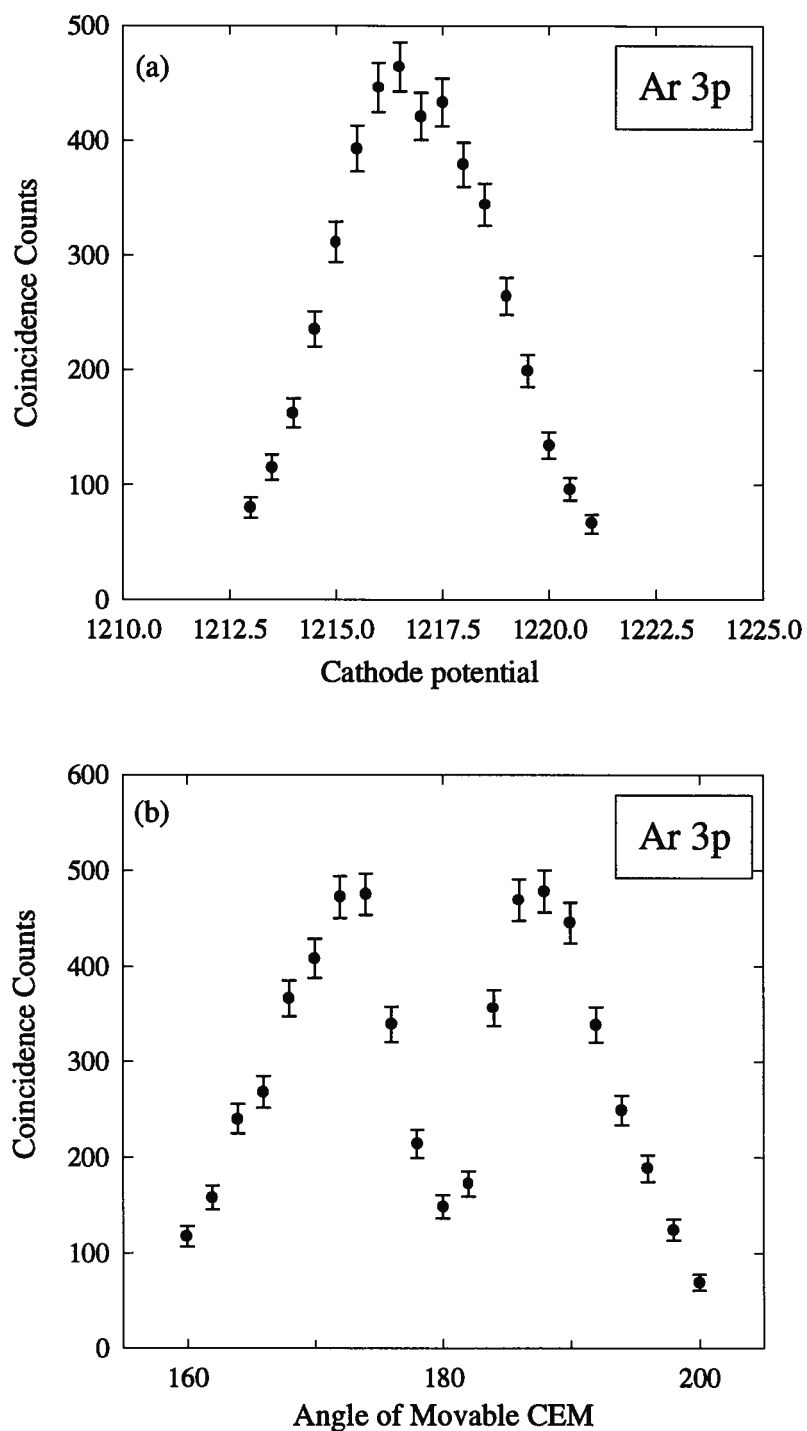 (a)
Ar 3p
500
400
300
200
100
0
Coincidence Counts
1210.0 1212.5 1215.0 1217.5 1220.0 1222.5 1225.0
Cathode potential
(b)
Ar 3p
600
500
400
300
200
100
0
Coincidence Counts
160 180 200
Angle of Movable CEM